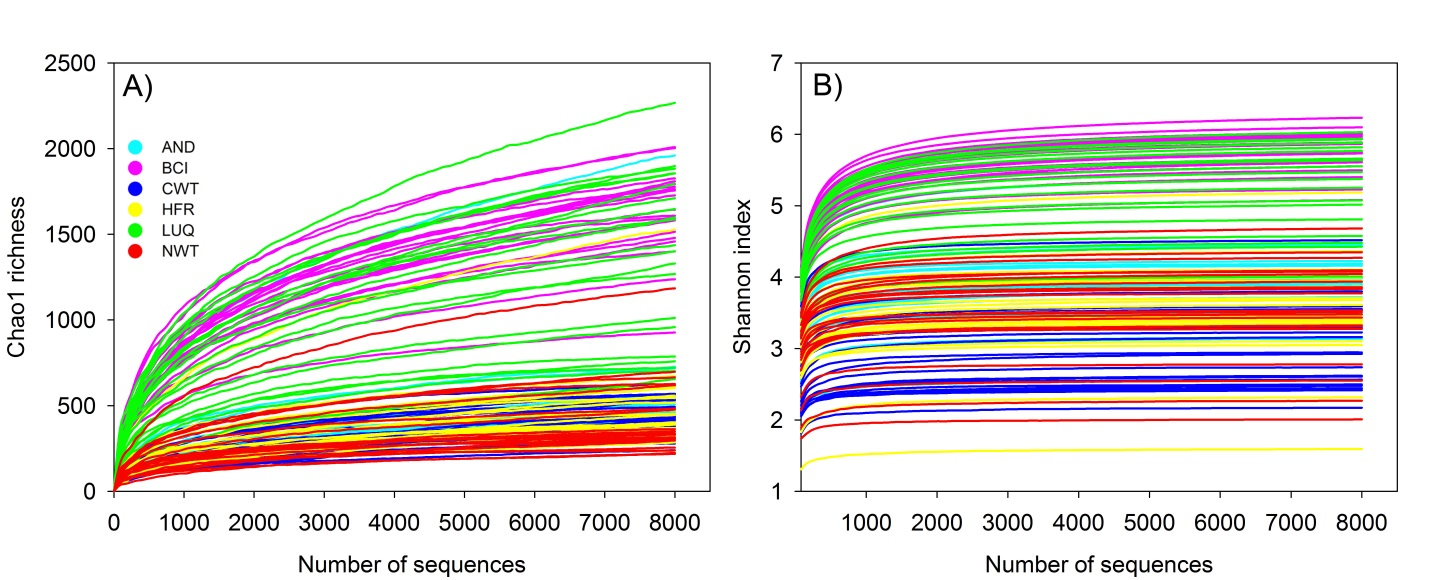 A)
Chao1 richness
2500
2000
1500
1000
500
0
AND
BCI
CWT
HFR
LUQ
NWT
0 1000 2000 3000 4000 5000 6000 7000 8000
Number of sequences
B)
Shannon index
7
6
5
4
3
2
1
1000 2000 3000 4000 5000 6000 7000 8000
Number of sequences